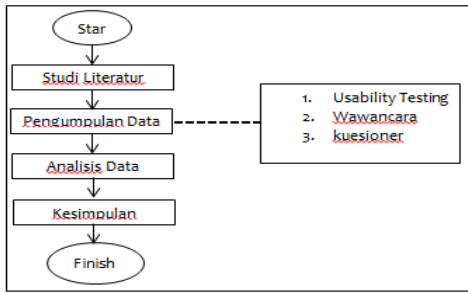 Star
Studi Literatur
Pengumpulan Data
1. Usability Testing
2. Wawancara
3. kuesioner
Analisis Data
Kesimpulan
Finish